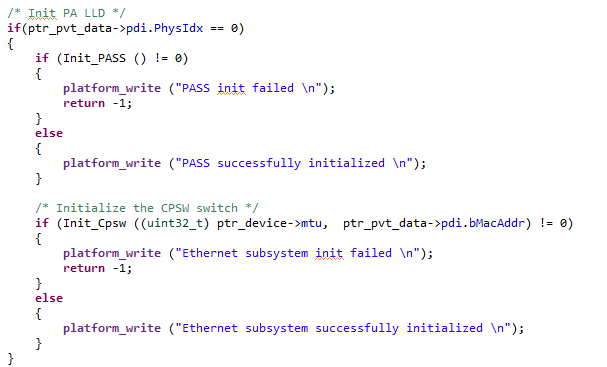 /* Init PA LLD */
if(ptr_pvt_data->pdi.PhysIdx == 0)
{
    if (Init_PASS () != 0)
    {
        platform_write ("PASS init failed \n");
        return -1;
    }
    else
    {
        platform_write ("PASS successfully initialized \n");
    }

    /* Initialize the CPSW switch */
    if (Init_Cpsw ((uint32_t) ptr_device->mtu,  ptr_pvt_data->pdi.bMacAddr) != 0)
    {
        platform_write ("Ethernet subsystem init failed \n");
        return -1;
    }
    else
    {
        platform_write ("Ethernet subsystem successfully initialized \n");
    }
}